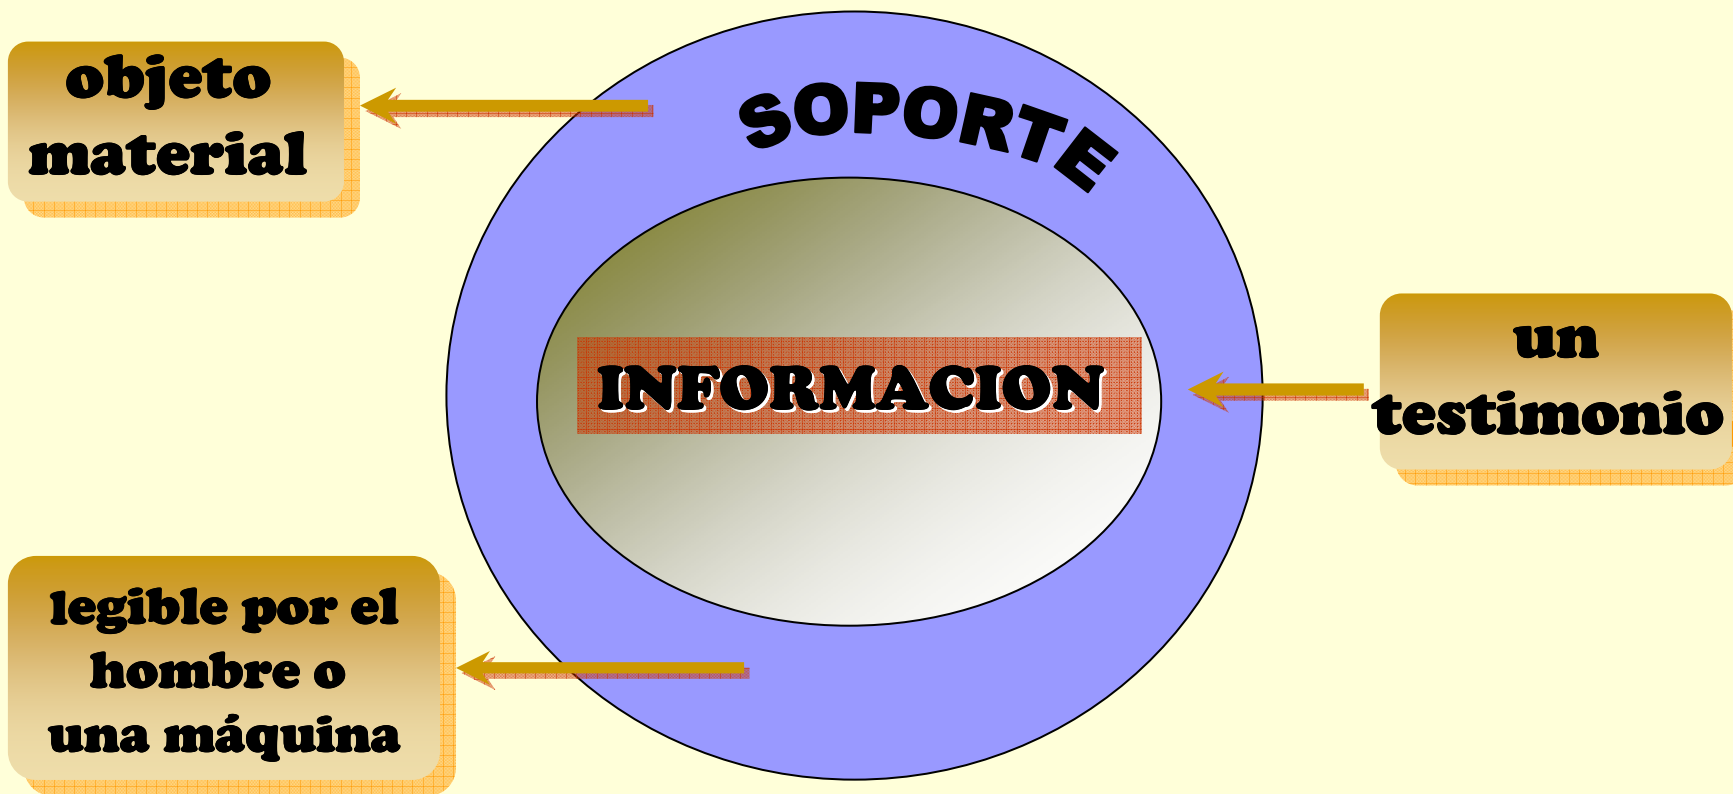 objeto
material
SOPORTE
INFORMACION
un
testimonio
legible por el
hombre o
una máquina